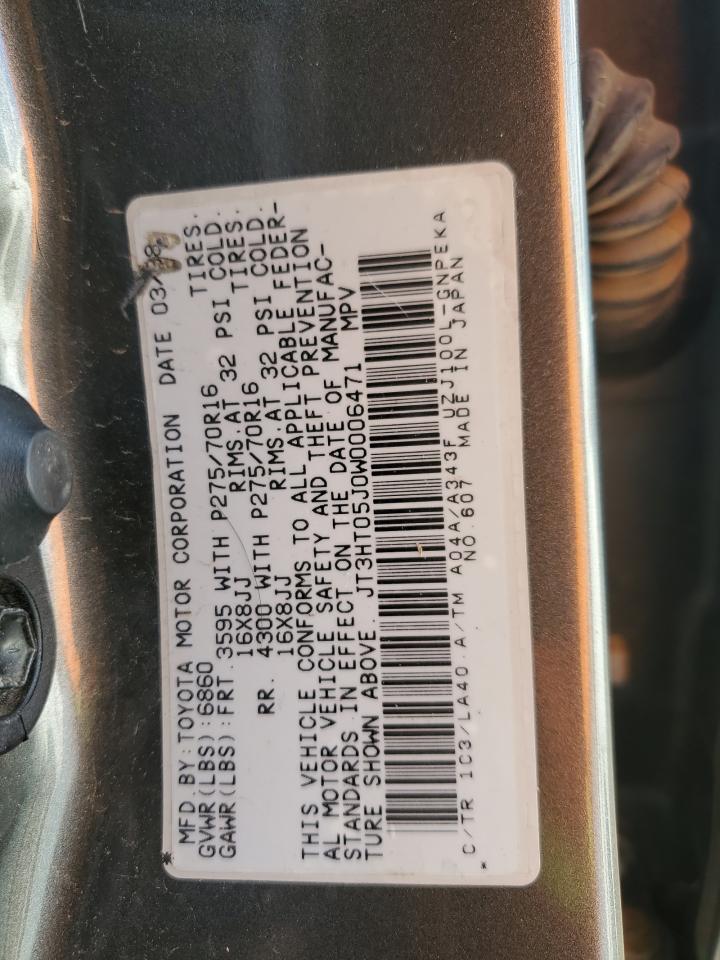 MFD.BY:TOYOTA MOTOR CORPORATION DATE 03/98
GVWR(LBS):6860
GAWR(LBS):FRT.3595 WITH P275/70R16 TIRES.
16X8JJ RIMS.AT 32 PSI COLD.
RR. 4300 WITH P275/70R16 TIRES.
16X8JJ RIMS.AT 32 PSI COLD.
THIS VEHICLE CONFORMS TO ALL APPLICABLE FEDER-
AL MOTOR VEHICLE SAFETY AND THEFT PREVENTION
STANDARDS IN EFFECT ON THE DATE OF MANUFAC-
TURE SHOWN ABOVE. JT3HT05J0W0006471 MPV
C/TR 1C3/LA40 A/TM A04A/A343F UZJ100L-GNPEKA
NO.607 MADE IN JAPAN